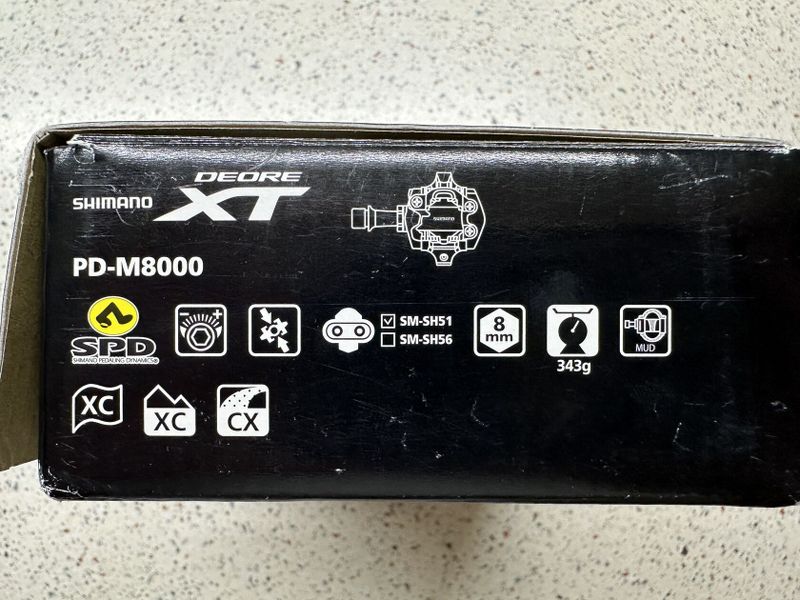 SHIMANO DEORE XT
SHIMANO
PD-M8000
SPD
SHIMANO PEDALING DYNAMICS®
- +
SM-SH51
SM-SH56
8 mm
343g
MUD
XC
XC
CX